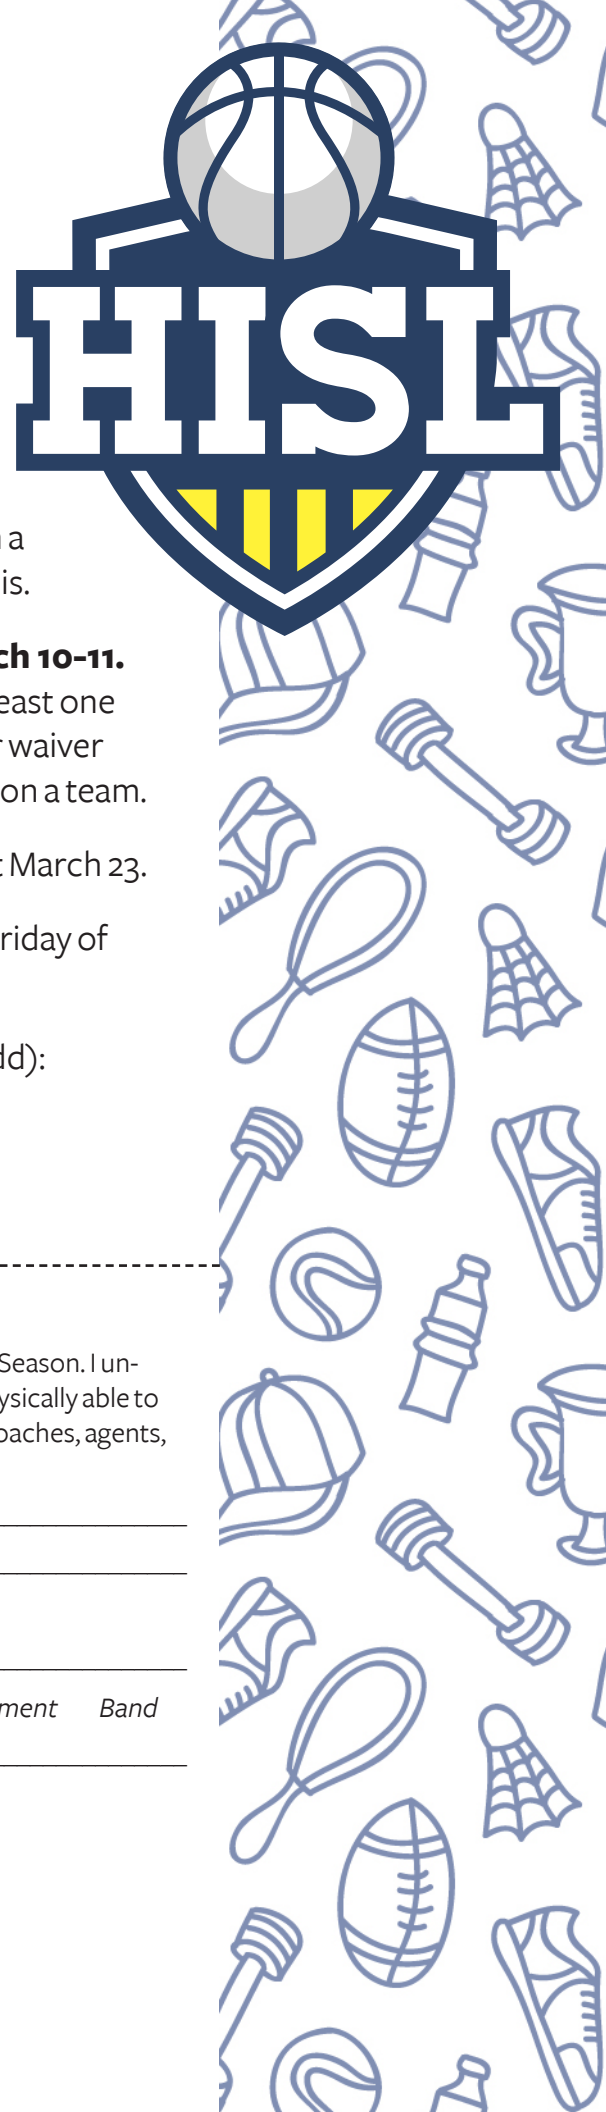 HISL
a
is.
ch 10-11.
east one
waiver
on a team.
March 23.
riday of
dd):
Season. I un-
ysically able to
oaches, agents,
ment Band